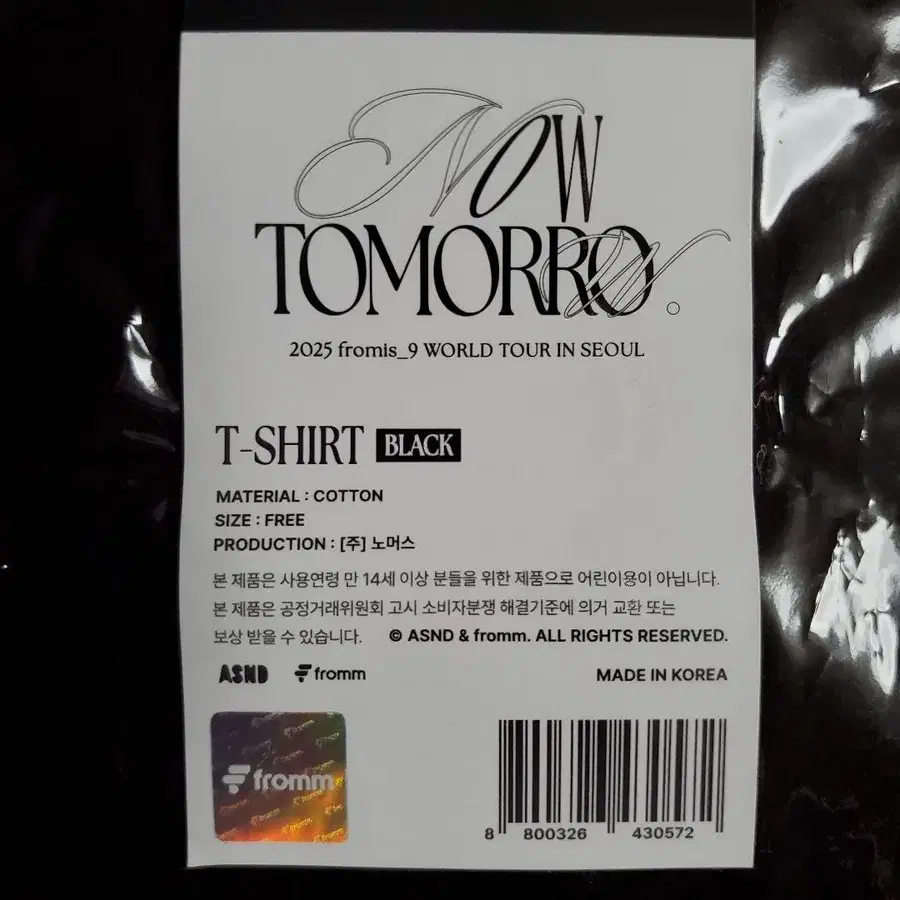 NOW
TOMORROW.
2025 fromis_9 WORLD TOUR IN SEOUL
T-SHIRT BLACK
MATERIAL : COTTON
SIZE : FREE
PRODUCTION : [주] 노머스
본 제품은 사용연령 만 14세 이상 분들을 위한 제품으로 어린이용이 아닙니다.
본 제품은 공정거래위원회 고시 소비자분쟁 해결기준에 의거 교환 또는
보상 받을 수 있습니다. © ASND & fromm. ALL RIGHTS RESERVED.
ASND fromm MADE IN KOREA
fromm
8 800326 430572